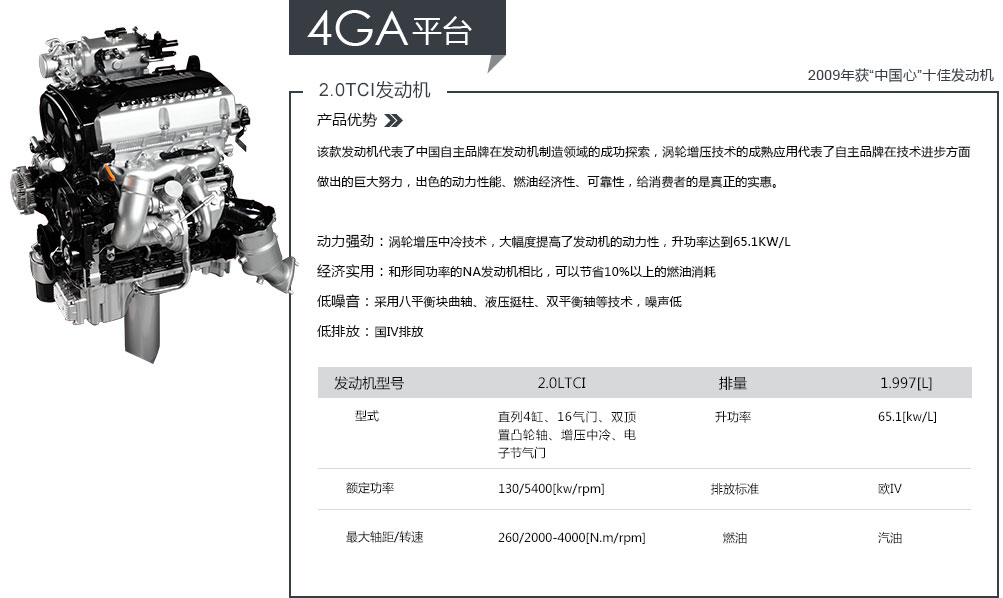 4GA平台
2009年获“中国心”十佳发动机
2.0TCI发动机
产品优势
该款发动机代表了中国自主品牌在发动机制造领域的成功探索，涡轮增压技术的成熟应用代表了自主品牌在技术进步方面
做出的巨大努力，出色的动力性能、燃油经济性、可靠性，给消费者的是真正的实惠。
动力强劲：涡轮增压中冷技术，大幅度提高了发动机的动力性，升功率达到65.1KW/L
经济实用：和形同功率的NA发动机相比，可以节省10%以上的燃油消耗
低噪音：采用八平衡块曲轴、液压挺柱、双平衡轴等技术，噪声低
低排放：国IV排放
发动机型号 2.0LTCI 排量 1.997[L]
型式 直列4缸、16气门、双顶 升功率 65.1[kw/L]
置凸轮轴、增压中冷、电
子节气门
额定功率 130/5400[kw/rpm] 排放标准 欧IV
最大轴距/转速 260/2000-4000[N.m/rpm] 燃油 汽油